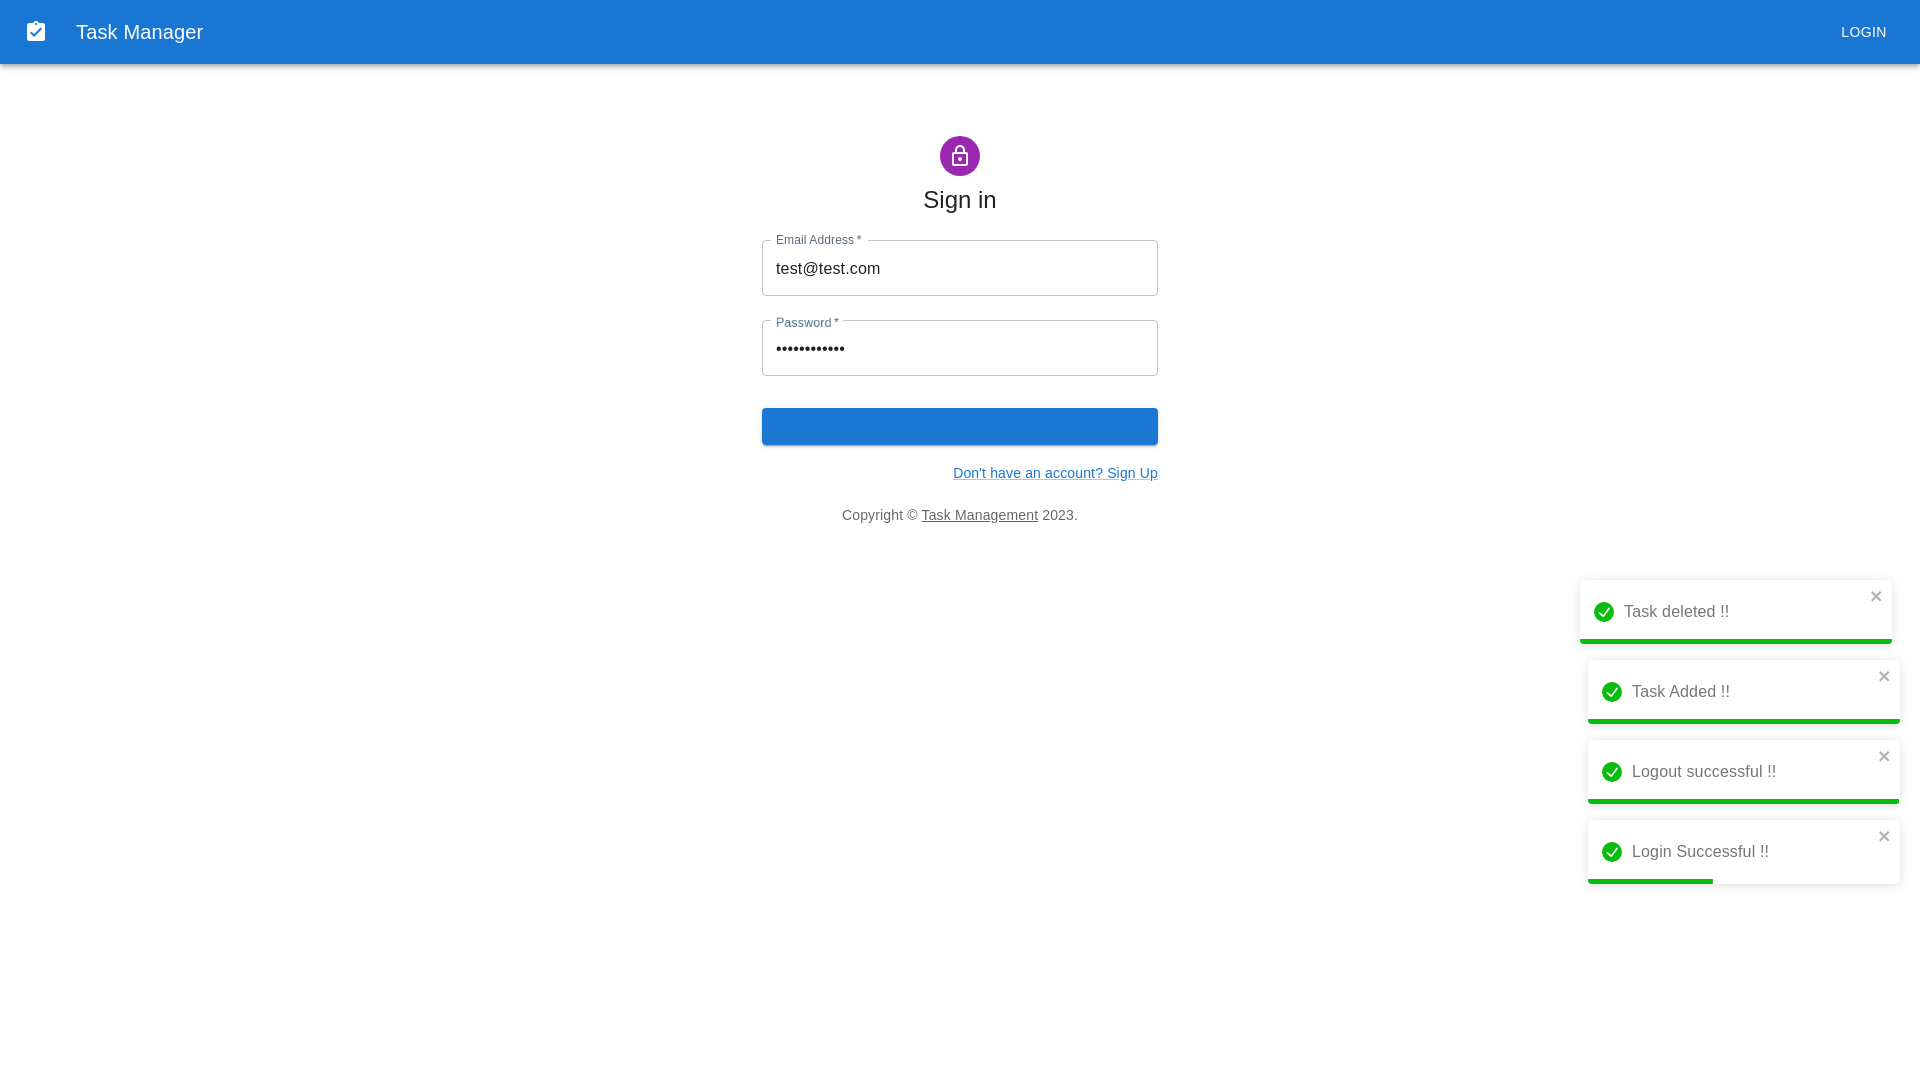 Task Manager
LOGIN
Sign in
Email Address *
test@test.com
Password *
••••••••••••
Don't have an account? Sign Up
Copyright © Task Management 2023.
Task deleted !!
Task Added !!
Logout successful !!
Login Successful !!